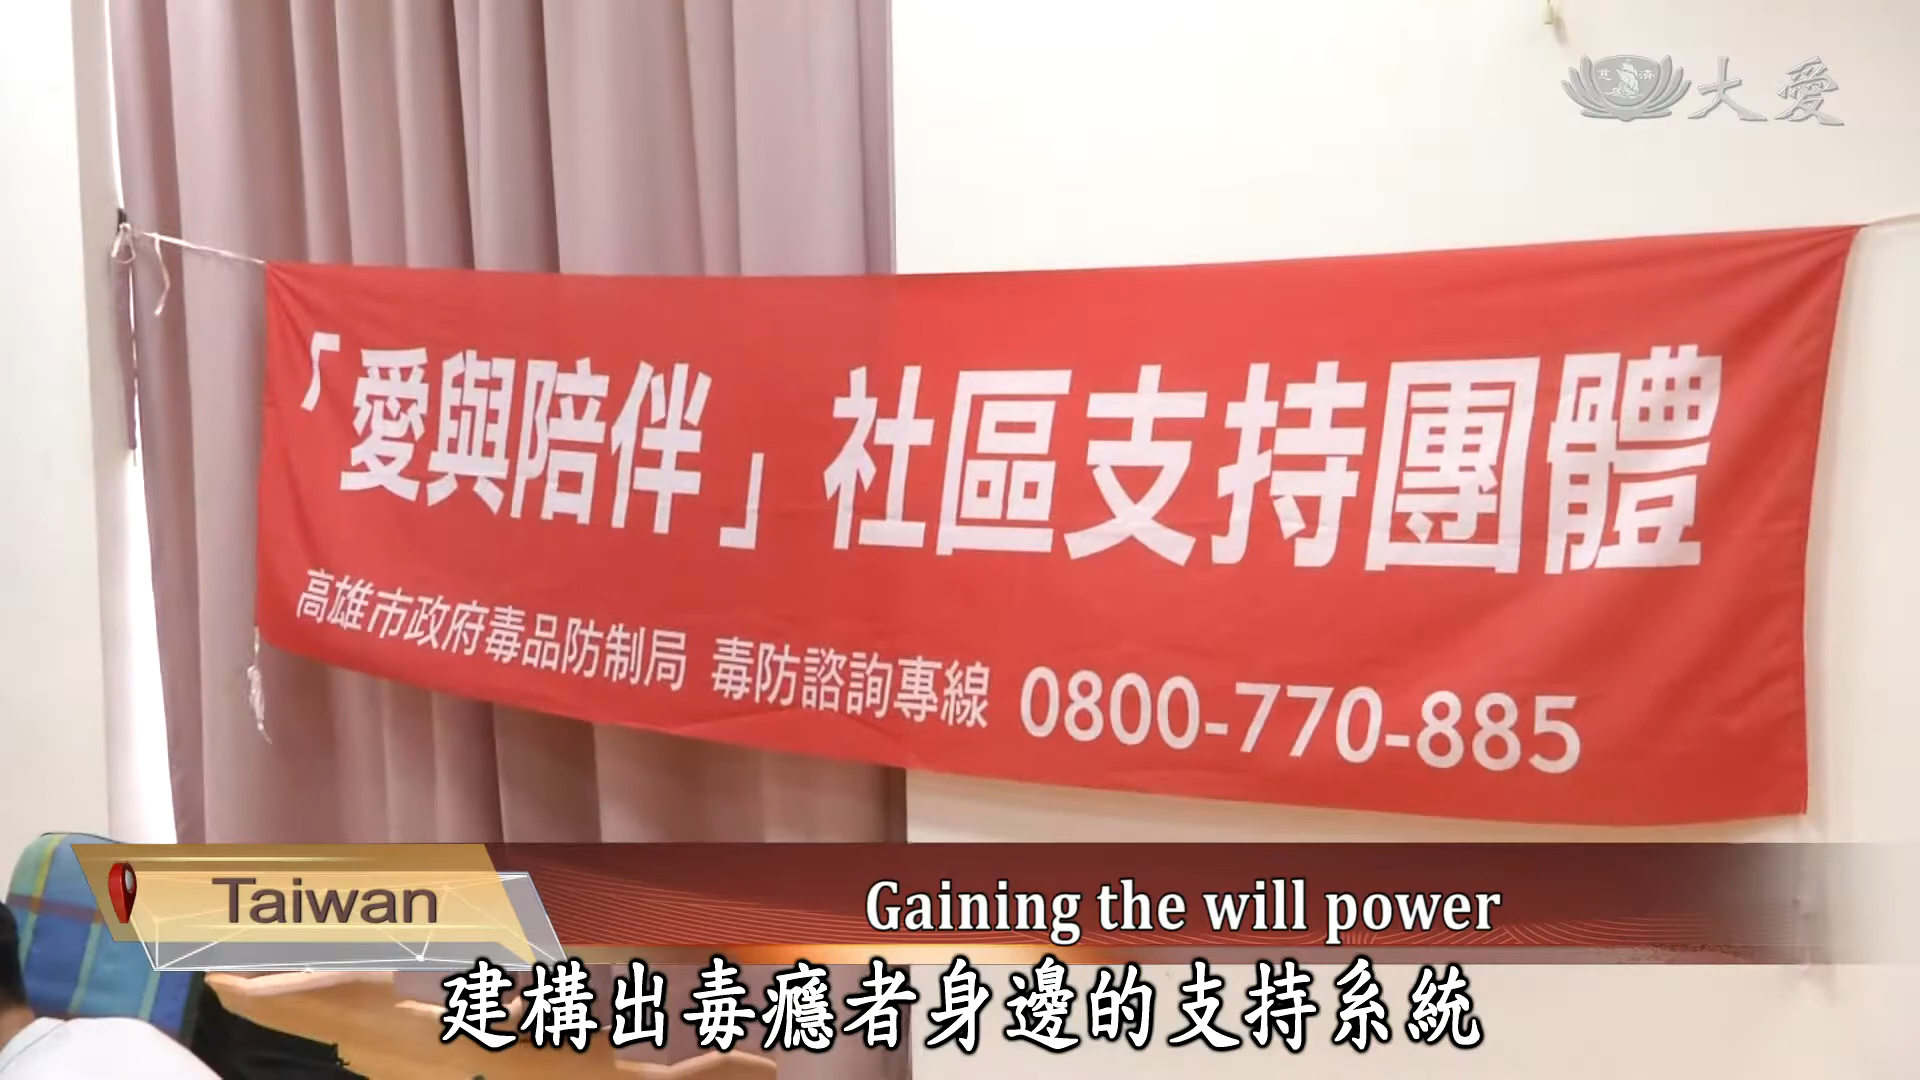 大愛
「愛與陪伴」社區支持團體
高雄市政府毒品防制局 毒防諮詢專線 0800-770-885
Taiwan
Gaining the will power
建構出毒癮者身邊的支持系統